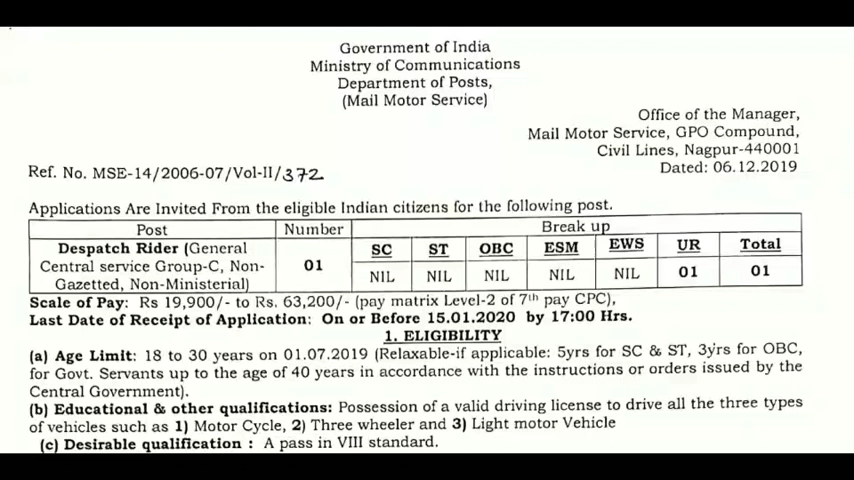 Government of India
Ministry of Communications
Department of Posts,
(Mail Motor Service)
Office of the Manager,
Mail Motor Service, GPO Compound,
Civil Lines, Nagpur-440001
Ref. No. MSE-14/2006-07/Vol-II/372
Dated: 06.12.2019
Applications Are Invited From the eligible Indian citizens for the following post.
Post Number Break up
SC ST OBC ESM EWS UR Total
Despatch Rider (General
Central service Group-C, Non-
Gazetted, Non-Ministerial)
01 NIL NIL NIL NIL NIL 01 01
Scale of Pay: Rs 19,900/- to Rs. 63,200/- (pay matrix Level-2 of 7th pay CPC),
Last Date of Receipt of Application: On or Before 15.01.2020 by 17:00 Hrs.
1. ELIGIBILITY
(a) Age Limit: 18 to 30 years on 01.07.2019 (Relaxable-if applicable: 5yrs for SC & ST, 3yrs for OBC,
for Govt. Servants up to the age of 40 years in accordance with the instructions or orders issued by the
Central Government).
(b) Educational & other qualifications: Possession of a valid driving license to drive all the three types
of vehicles such as 1) Motor Cycle, 2) Three wheeler and 3) Light motor Vehicle
(c) Desirable qualification : A pass in VIII standard.